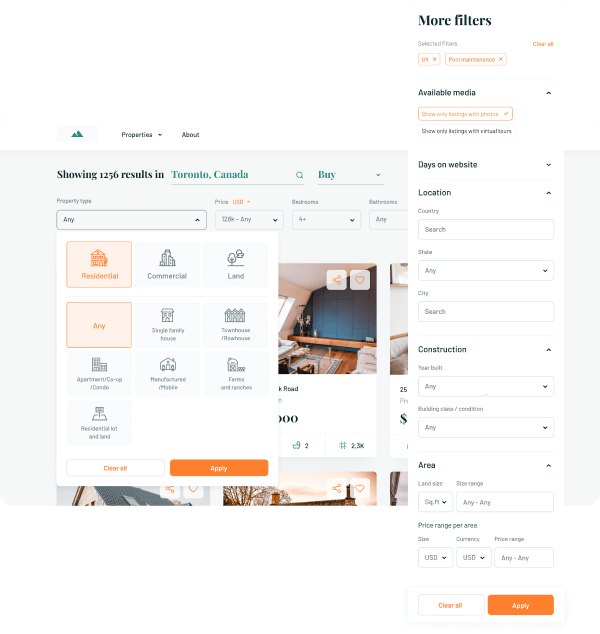 Properties
About
Showing 1256 results in
Toronto, Canada
Buy
Property type
Any
Price
USD
128k – Any
Bedrooms
4+
Bathrooms
Any
Residential
Commercial
Land
Any
Single family
house
Townhouse
/Rowhouse
Apartment/Co-op
/Condo
Manufactured
/Mobile
Farms
and ranches
Residential lot
and land
Clear all
Apply
Road
2
2,3K
25
$
More filters
Selected filters
Clear all
UK
Pool maintenance
Available media
Show only listings with photos
Show only listings with virtual tours
Days on website
Location
Country
Search
State
Any
City
Search
Construction
Year built
Any
Building class / condition
Any
Area
Land size
Size range
Sq.ft
Any - Any
Price range per area
Size
Currency
Price range
USD
USD
Any - Any
Clear all
Apply